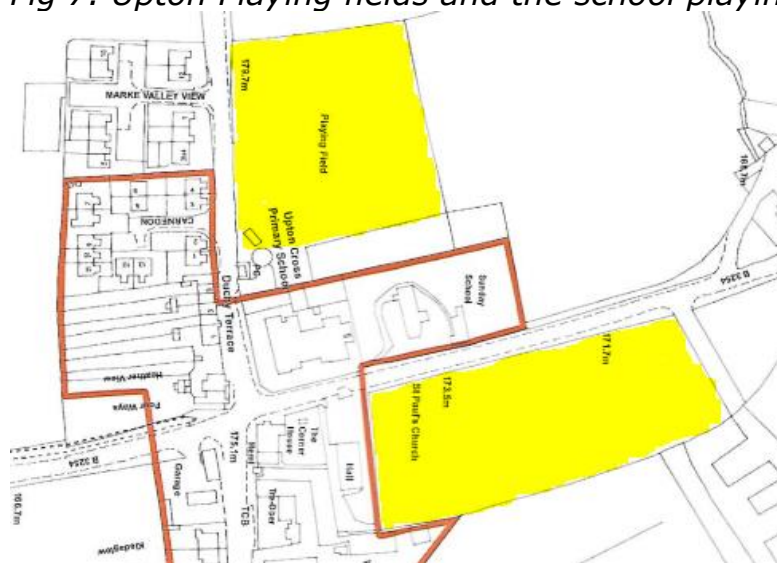 Fig 7. Upton Playing fields and the school playin
179.7m
MARKE VALLEY VIEW
Playing Field
168.7m
CARNEDON
Upton Cross
Primary School
PC
Sunday
School
B 3254
Duchy Terrace
171.7m
173.5m
St Paul's Church
Heather View
Four Ways
The
Corner
House
Hall
B 3254
175.1m
Garage
TCB
166.7m